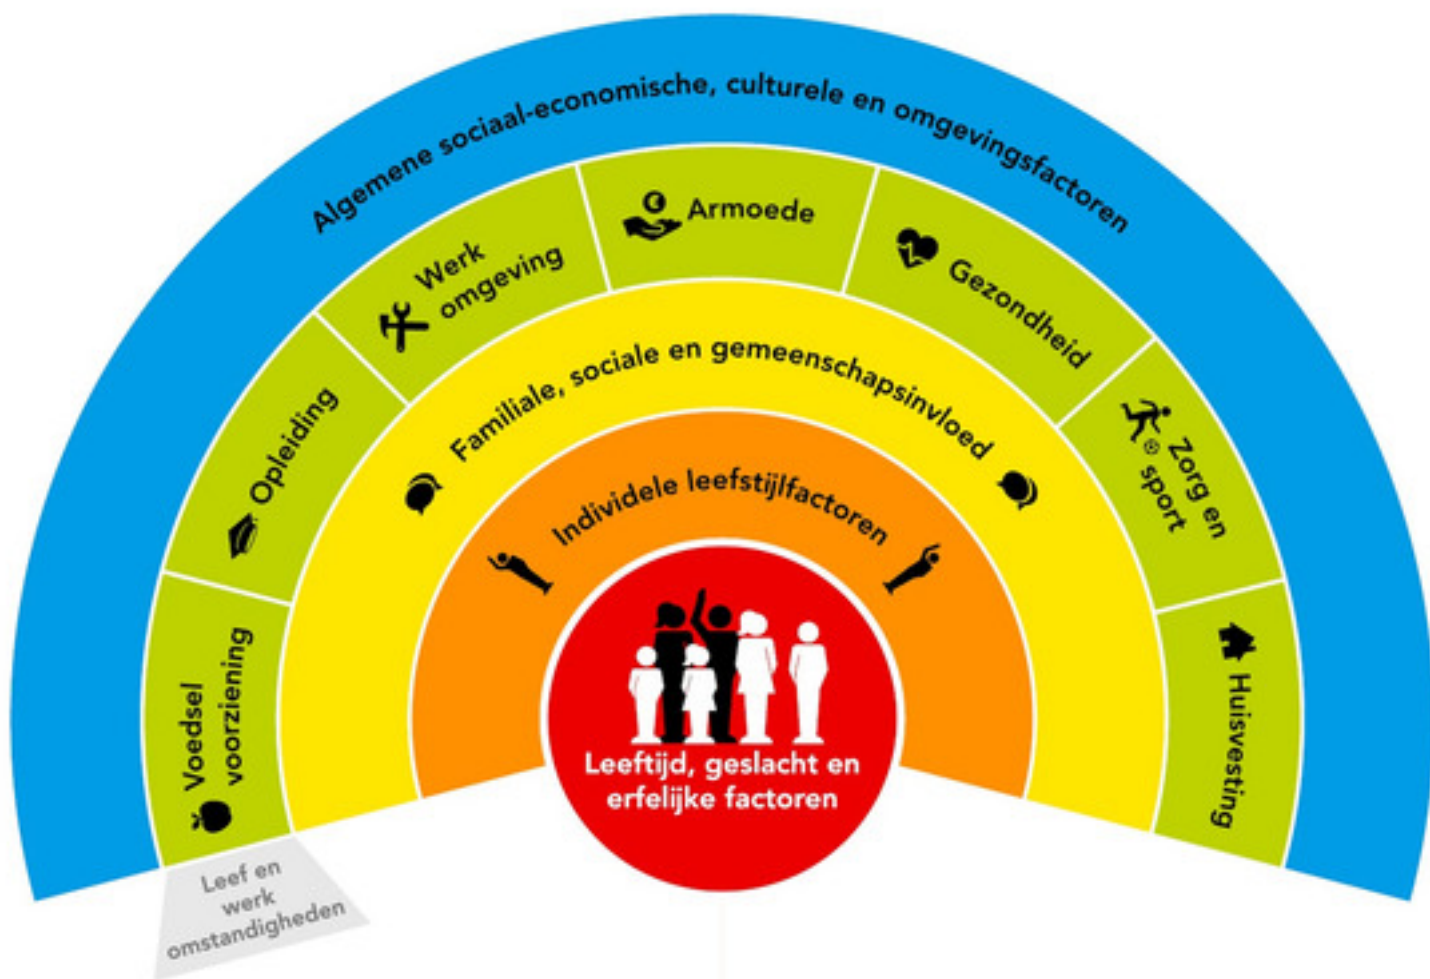 Algemene sociaal-economische, culturele en omgevingsfactoren
Voedsel
voorziening
Opleiding
Werk
omgeving
Armoede
Gezondheid
Zorg en
sport
Huisvesting
Familiale, sociale en gemeenschapsinvloed
Individele leefstijlfactoren
Leeftijd, geslacht en
erfelijke factoren
Leef en
werk
omstandigheden